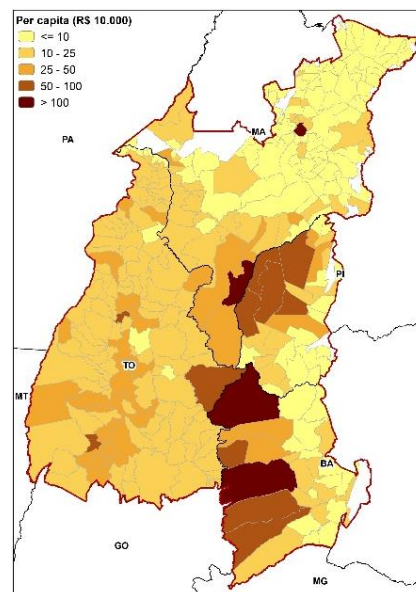 Per capita (R$ 10.000)
<= 10
10 - 25
25 - 50
50 - 100
> 100
PA
MA
PI
TO
MT
BA
GO
MG